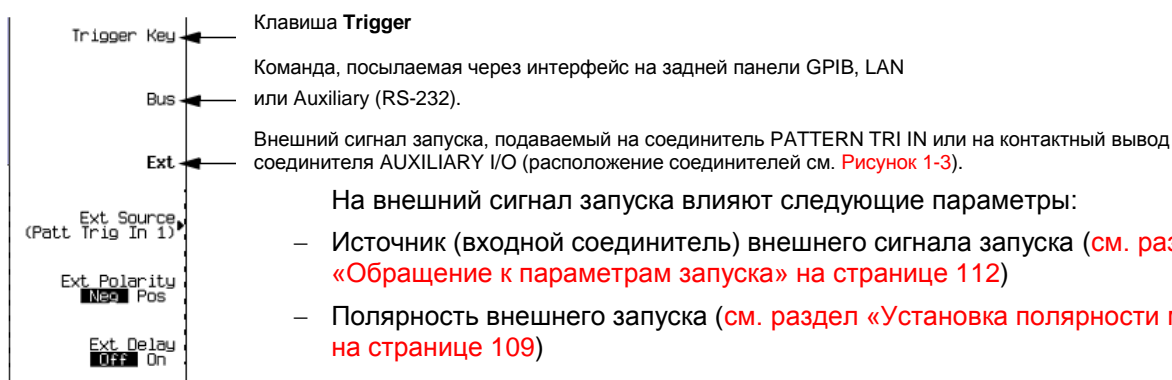 Trigger Key
Клавиша Trigger
Команда, посылаемая через интерфейс на задней панели GPIB, LAN
Bus
или Auxiliary (RS-232).
Внешний сигнал запуска, подаваемый на соединитель PATTERN TRI IN или на контактный вывод
Ext
соединителя AUXILIARY I/O (расположение соединителей см. Рисунок 1-3).
На внешний сигнал запуска влияют следующие параметры:
Ext Source
(Patt Trig In 1)
– Источник (входной соединитель) внешнего сигнала запуска (см.
«Обращение к параметрам запуска» на странице 112)
Ext Polarity
Neg Pos
– Полярность внешнего запуска (см. раздел «Установка полярности
на странице 109)
Ext Delay
Off On